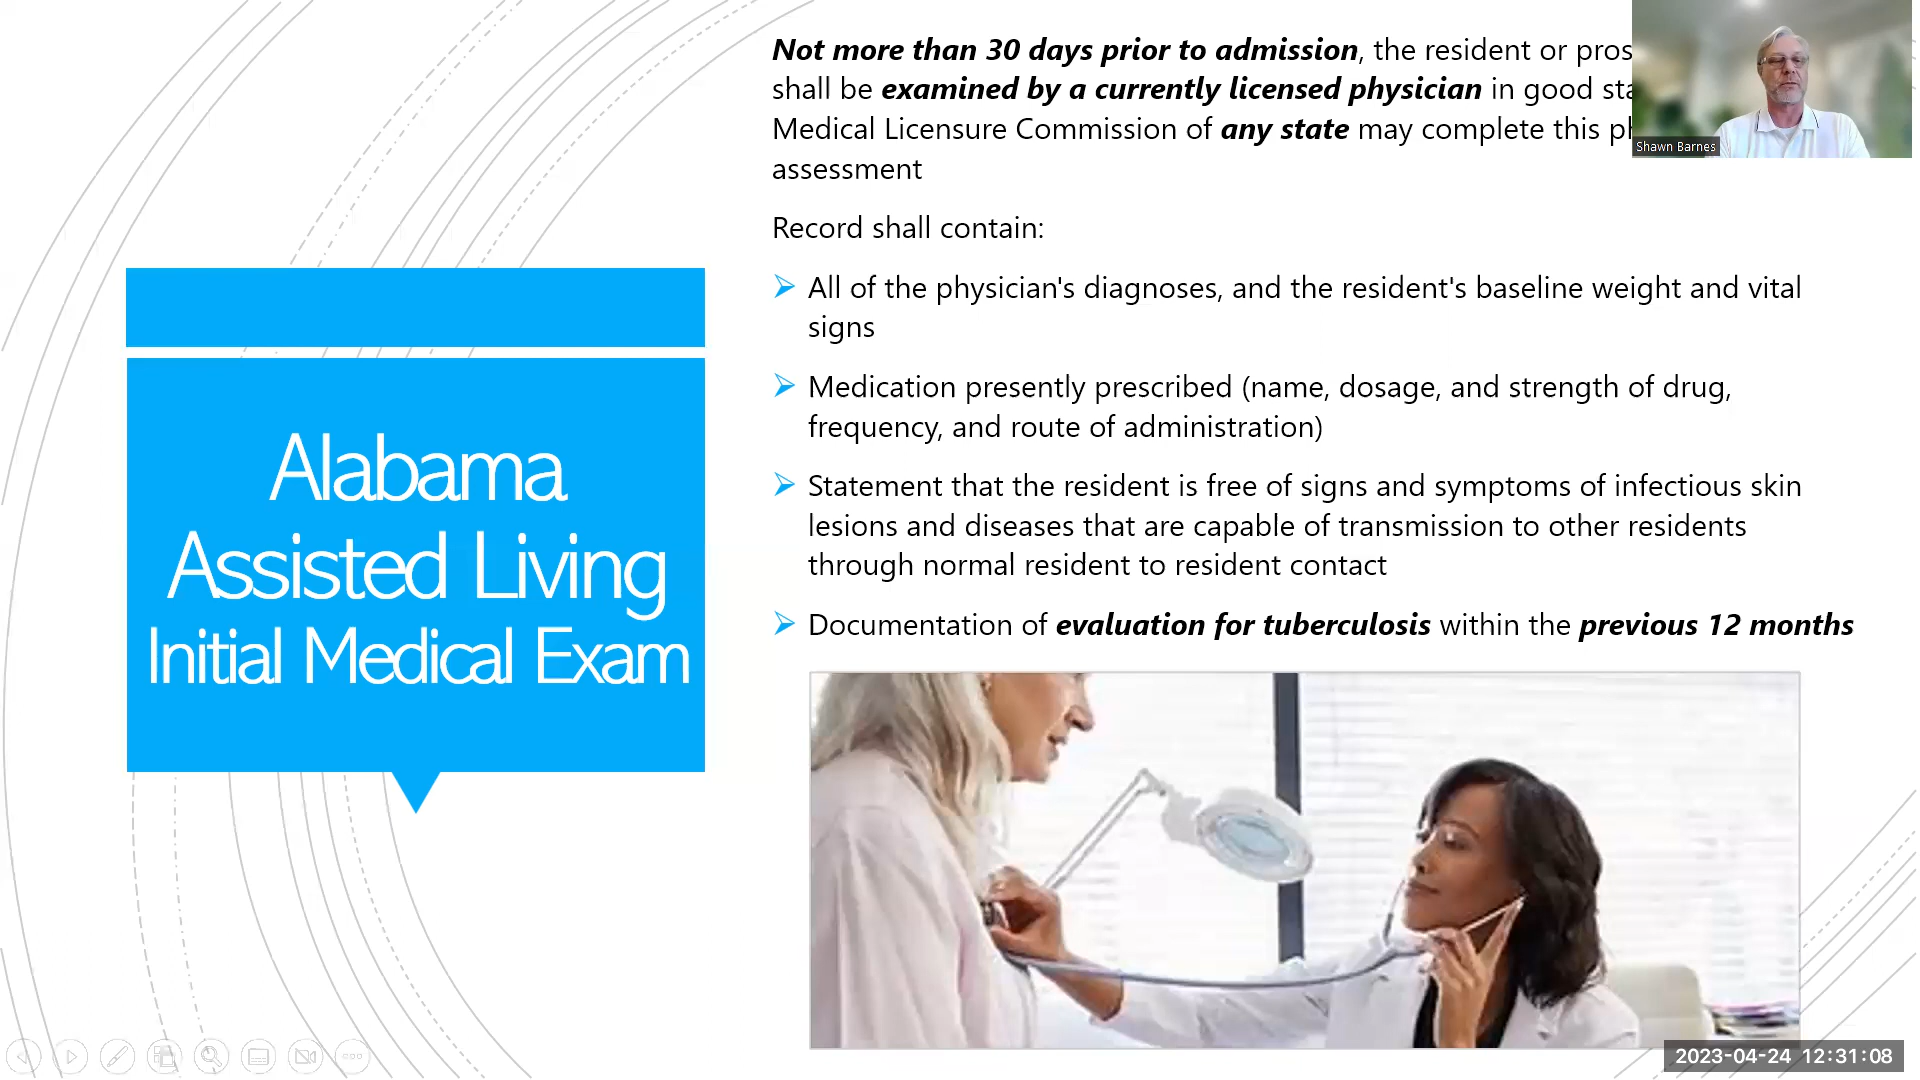 Not more than 30 days prior to admission, the resident or
shall be examined by a currently licensed physician in good
Medical Licensure Commission of any state may complete this
assessment
Record shall contain:
All of the physician's diagnoses, and the resident's baseline weight and vital
signs
Medication presently prescribed (name, dosage, and strength of drug,
frequency, and route of administration)
Statement that the resident is free of signs and symptoms of infectious skin
lesions and diseases that are capable of transmission to other residents
through normal resident to resident contact
Documentation of evaluation for tuberculosis within the previous 12 months
Alabama
Assisted Living
Initial Medical Exam
Shawn Barnes
2023-04-24 12:31:08